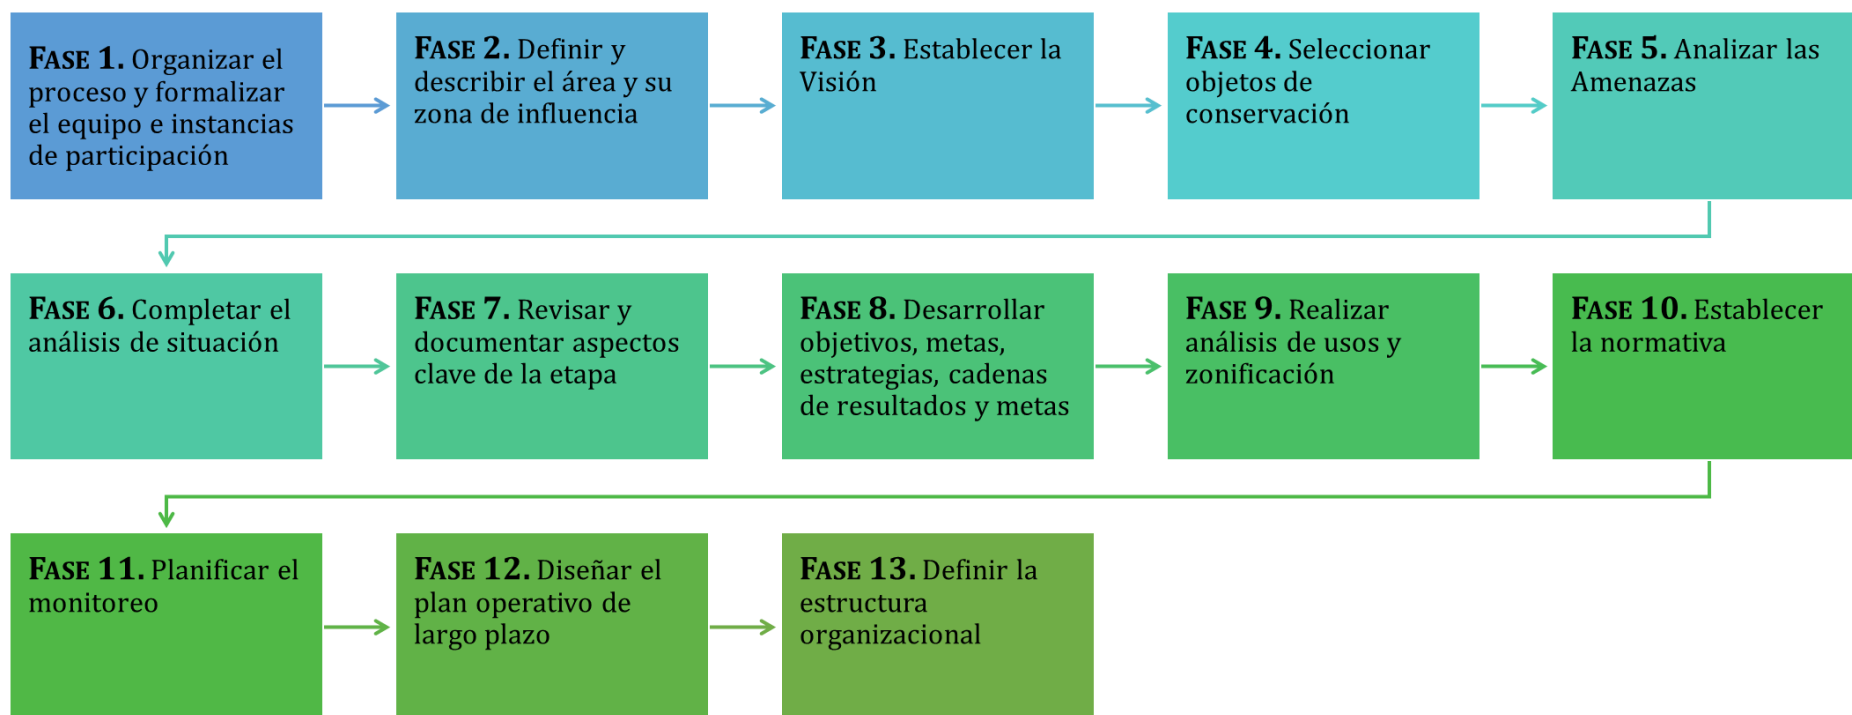 FASE 1. Organizar el
proceso y formalizar
el equipo e instancias
de participación
FASE 2. Definir y
describir el área y su
zona de influencia
FASE 3. Establecer la
Visión
FASE 4. Seleccionar
objetos de
conservación
FASE 5. Analizar las
Amenazas
FASE 6. Completar el
análisis de situación
FASE 7. Revisar y
documentar aspectos
clave de la etapa
FASE 8. Desarrollar
objetivos, metas,
estrategias, cadenas
de resultados y metas
FASE 9. Realizar
análisis de usos y
zonificación
FASE 10. Establecer
la normativa
FASE 11. Planificar el
monitoreo
FASE 12. Diseñar el
plan operativo de
largo plazo
FASE 13. Definir la
estructura
organizacional